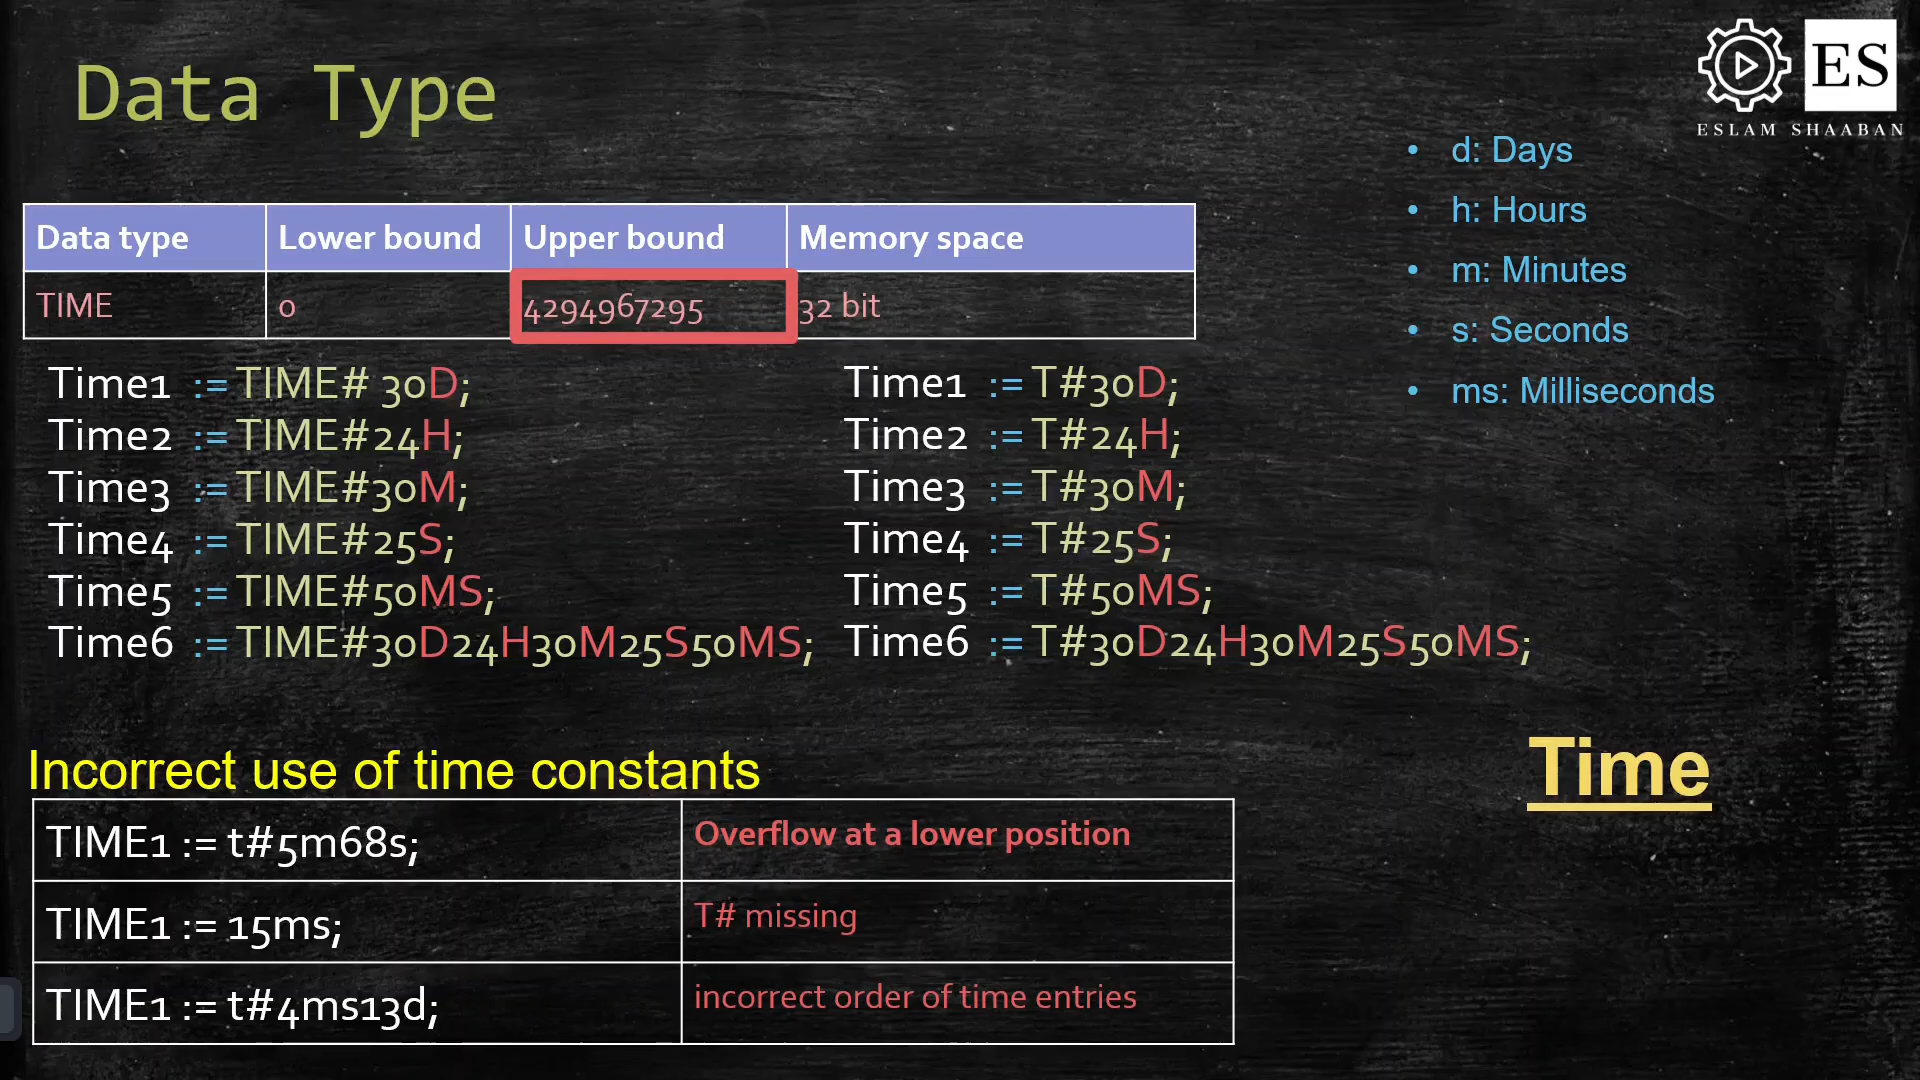 Data Type
ES
ESLAM SHAABAN
• d: Days
• h: Hours
• m: Minutes
• s: Seconds
• ms: Milliseconds
Data type Lower bound Upper bound Memory space
TIME 0 4294967295 32 bit
Time1 := TIME# 30D;
Time2 := TIME#24H;
Time3 := TIME#30M;
Time4 := TIME#25S;
Time5 := TIME#50MS;
Time6 := TIME#30D24H30M25S50MS;
Time1 := T#30D;
Time2 := T#24H;
Time3 := T#30M;
Time4 := T#25S;
Time5 := T#50MS;
Time6 := T#30D24H30M25S50MS;
Time
Incorrect use of time constants
TIME1 := t#5m68s; Overflow at a lower position
TIME1 := 15ms; T# missing
TIME1 := t#4ms13d; incorrect order of time entries